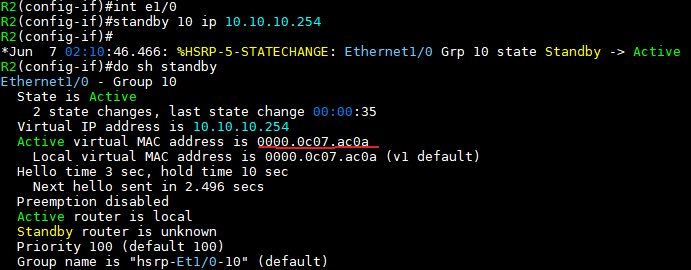 R2(config-if)#int e1/0
R2(config-if)#standby 10 ip 10.10.10.254
R2(config-if)#
*Jun  7 02:10:46.466: %HSRP-5-STATECHANGE: Ethernet1/0 Grp 10 state Standby -> Active
R2(config-if)#do sh standby
Ethernet1/0 - Group 10
  State is Active
    2 state changes, last state change 00:00:35
  Virtual IP address is 10.10.10.254
  Active virtual MAC address is 0000.0c07.ac0a
    Local virtual MAC address is 0000.0c07.ac0a (v1 default)
  Hello time 3 sec, hold time 10 sec
    Next hello sent in 2.496 secs
  Preemption disabled
  Active router is local
  Standby router is unknown
  Priority 100 (default 100)
  Group name is "hsrp-Et1/0-10" (default)